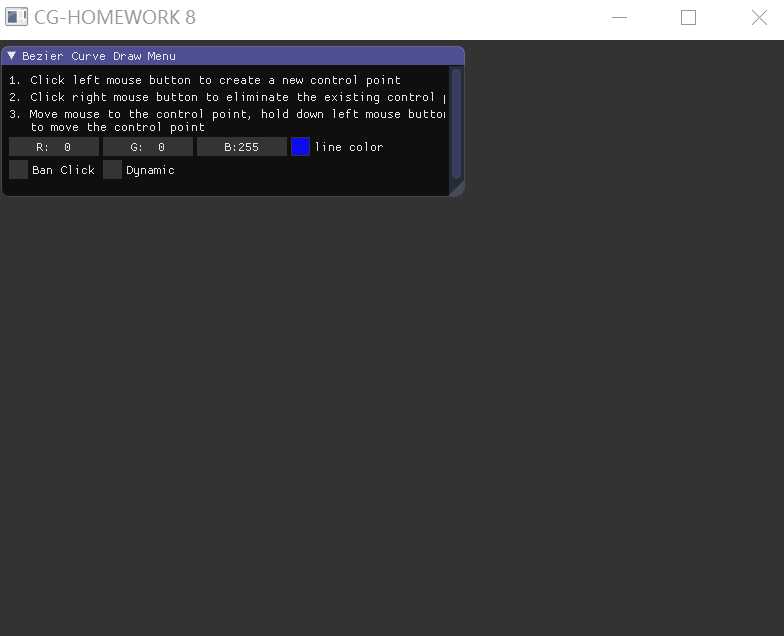 CG-HOMEWORK 8
Bezier Curve Draw Menu
1. Click left mouse button to create a new control point
2. Click right mouse button to eliminate the existing control
3. Move mouse to the control point, hold down left mouse
to move the control point
R: 0 G: 0 B:255 line color
Ban Click Dynamic